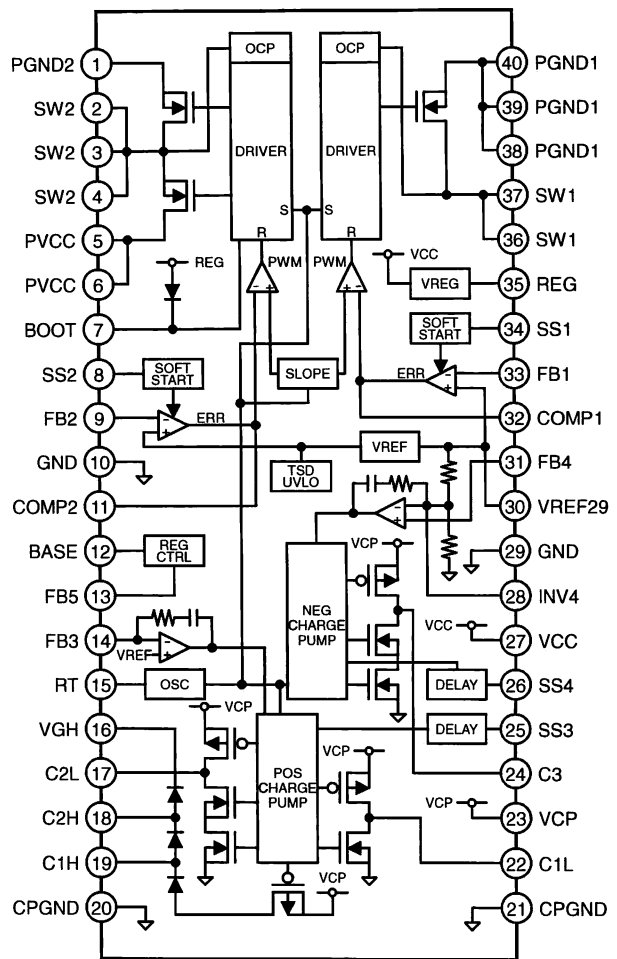 PGND2 1
SW2 2
SW2 3
SW2 4
PVCC 5
PVCC 6
BOOT 7
SS2 8
FB2 9
GND 10
COMP2 11
BASE 12
FB5 13
FB3 14
RT 15
VGH 16
C2L 17
C2H 18
C1H 19
CPGND 20
OCP
DRIVER
S
R
PWM
OCP
DRIVER
S
R
PWM
REG
VCC
VREG
SOFT
START
SOFT
START
SLOPE
ERR
ERR
VREF
TSD
UVLO
REG
CTRL
VREF
OSC
VCP
NEG
CHARGE
PUMP
VCC
DELAY
DELAY
VCP
POS
CHARGE
PUMP
VCP
VCP
VCP
40 PGND1
39 PGND1
38 PGND1
37 SW1
36 SW1
35 REG
34 SS1
33 FB1
32 COMP1
31 FB4
30 VREF29
29 GND
28 INV4
27 VCC
26 SS4
25 SS3
24 C3
23 VCP
22 C1L
21 CPGND